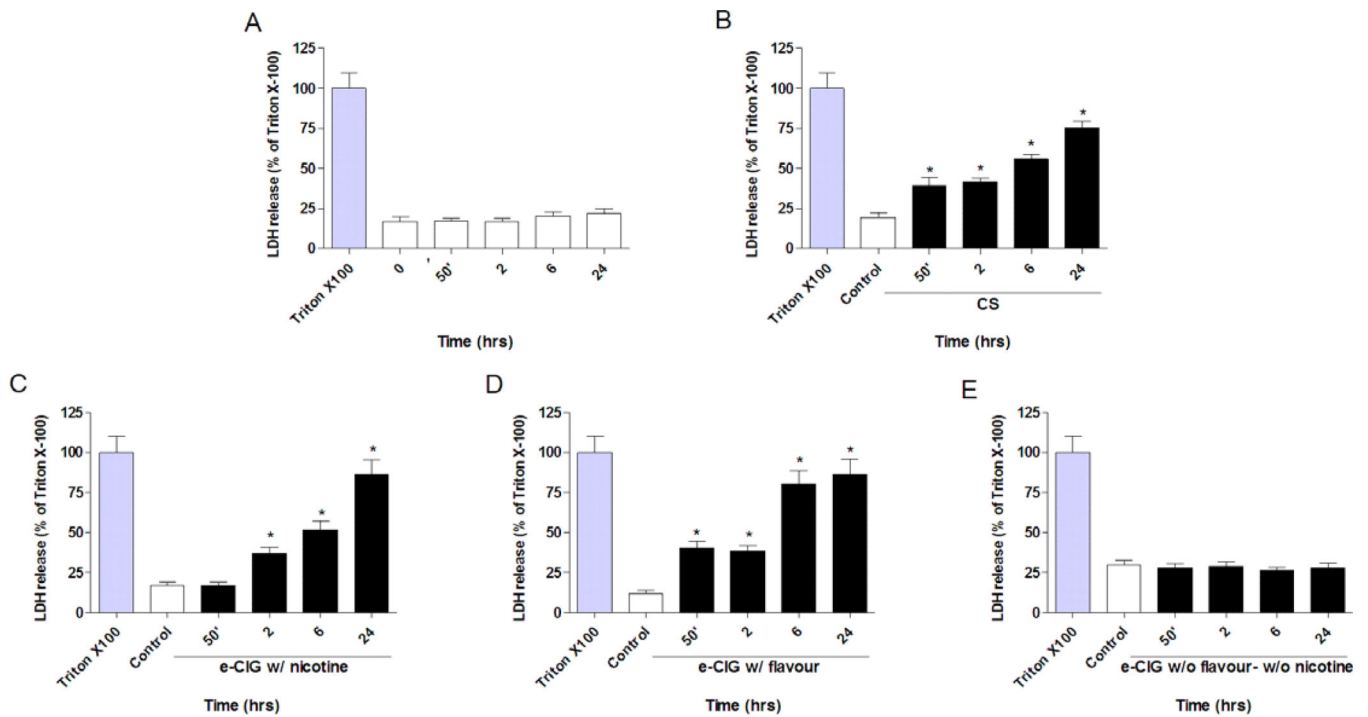 A
LDH release (% of Triton X-100)
125
100
75
50
25
0
Triton X100
0
'
50'
2
6
24
Time (hrs)
B
LDH release (% of Triton X-100)
125
100
75
50
25
0
*
*
*
*
Triton X100
Control
50'
2
6
24
CS
Time (hrs)
C
LDH release (% of Triton X-100)
125
100
75
50
25
0
*
*
*
Triton X100
Control
50'
2
6
24
e-CIG w/ nicotine
Time (hrs)
D
LDH release (% of Triton X-100)
125
100
75
50
25
0
*
*
*
*
Triton X100
Control
50'
2
6
24
e-CIG w/ flavour
Time (hrs)
E
LDH release (% of Triton X-100)
125
100
75
50
25
0
Triton X100
Control
50'
2
6
24
e-CIG w/o flavour- w/o nicotine
Time (hrs)